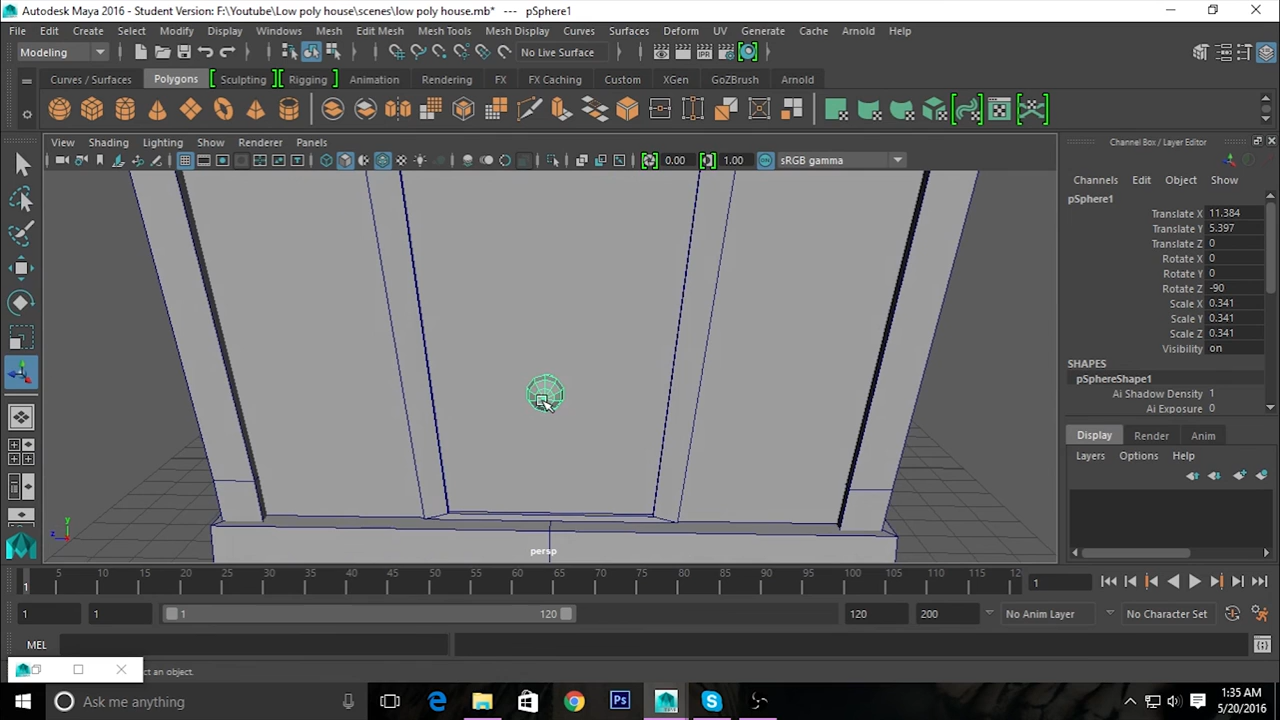 Autodesk Maya 2016 - Student Version: F:\Youtube\Low poly house\scenes\low poly house.mb* --- pSphere1
File Edit Create Select Modify Display Windows Mesh Edit Mesh Mesh Tools Mesh Display Curves Surfaces Deform UV Generate Cache Arnold Help
Modeling No Live Surface
Curves / Surfaces Polygons Sculpting Rigging Animation Rendering FX FX Caching Custom XGen GoZBrush Arnold
Channel Box / Layer Editor
View Shading Lighting Show Renderer Panels
0.00 1.00 sRGB gamma
Channels Edit Object Show
pSphere1
Translate X 11.384
Translate Y 5.397
Translate Z 0
Rotate X 0
Rotate Y 0
Rotate Z -90
Scale X 0.341
Scale Y 0.341
Scale Z 0.341
Visibility on
SHAPES
pSphereShape1
Ai Shadow Density 1
Ai Exposure 0
Display Render Anim
Layers Options Help
y
z
persp
5 10 15 20 25 30 35 40 45 50 55 60 65 70 75 80 85 90 95 100 105 110 115 12
1 1
1 1 1 120 120 200 No Anim Layer No Character Set
MEL
ct an object.
Ask me anything
1:35 AM
5/20/2016